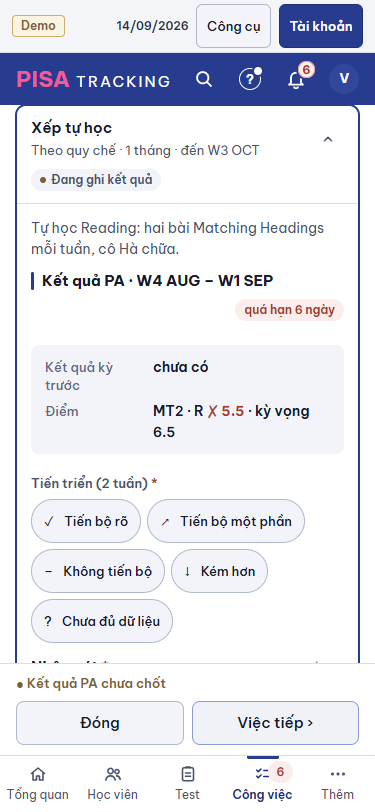 Demo
14/09/2026
Công cụ
Tài khoản
PISA TRACKING
?
6
V
Xếp tự học
Theo quy chế · 1 tháng · đến W3 OCT
Đang ghi kết quả
Tự học Reading: hai bài Matching Headings
mỗi tuần, cô Hà chữa.
Kết quả PA · W4 AUG – W1 SEP
quá hạn 6 ngày
Kết quả kỳ trước
chưa có
Điểm
MT2 · R ✗ 5.5 · kỳ vọng
6.5
Tiến triển (2 tuần) *
✓ Tiến bộ rõ
↗ Tiến bộ một phần
– Không tiến bộ
↓ Kém hơn
? Chưa đủ dữ liệu
Kết quả PA chưa chốt
Đóng
Việc tiếp ›
6
Tổng quan
Học viên
Test
Công việc
Thêm